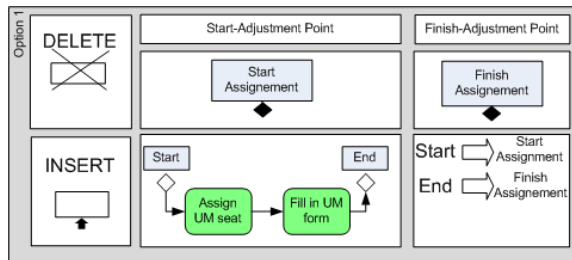 Option 1
DELETE
Start-Adjustment Point
Finish-Adjustment Point
Start
Assignement
Finish
Assignement
INSERT
Start
End
Assign
UM seat
Fill in UM
form
Start
Start
Assignment
End
Finish
Assignement